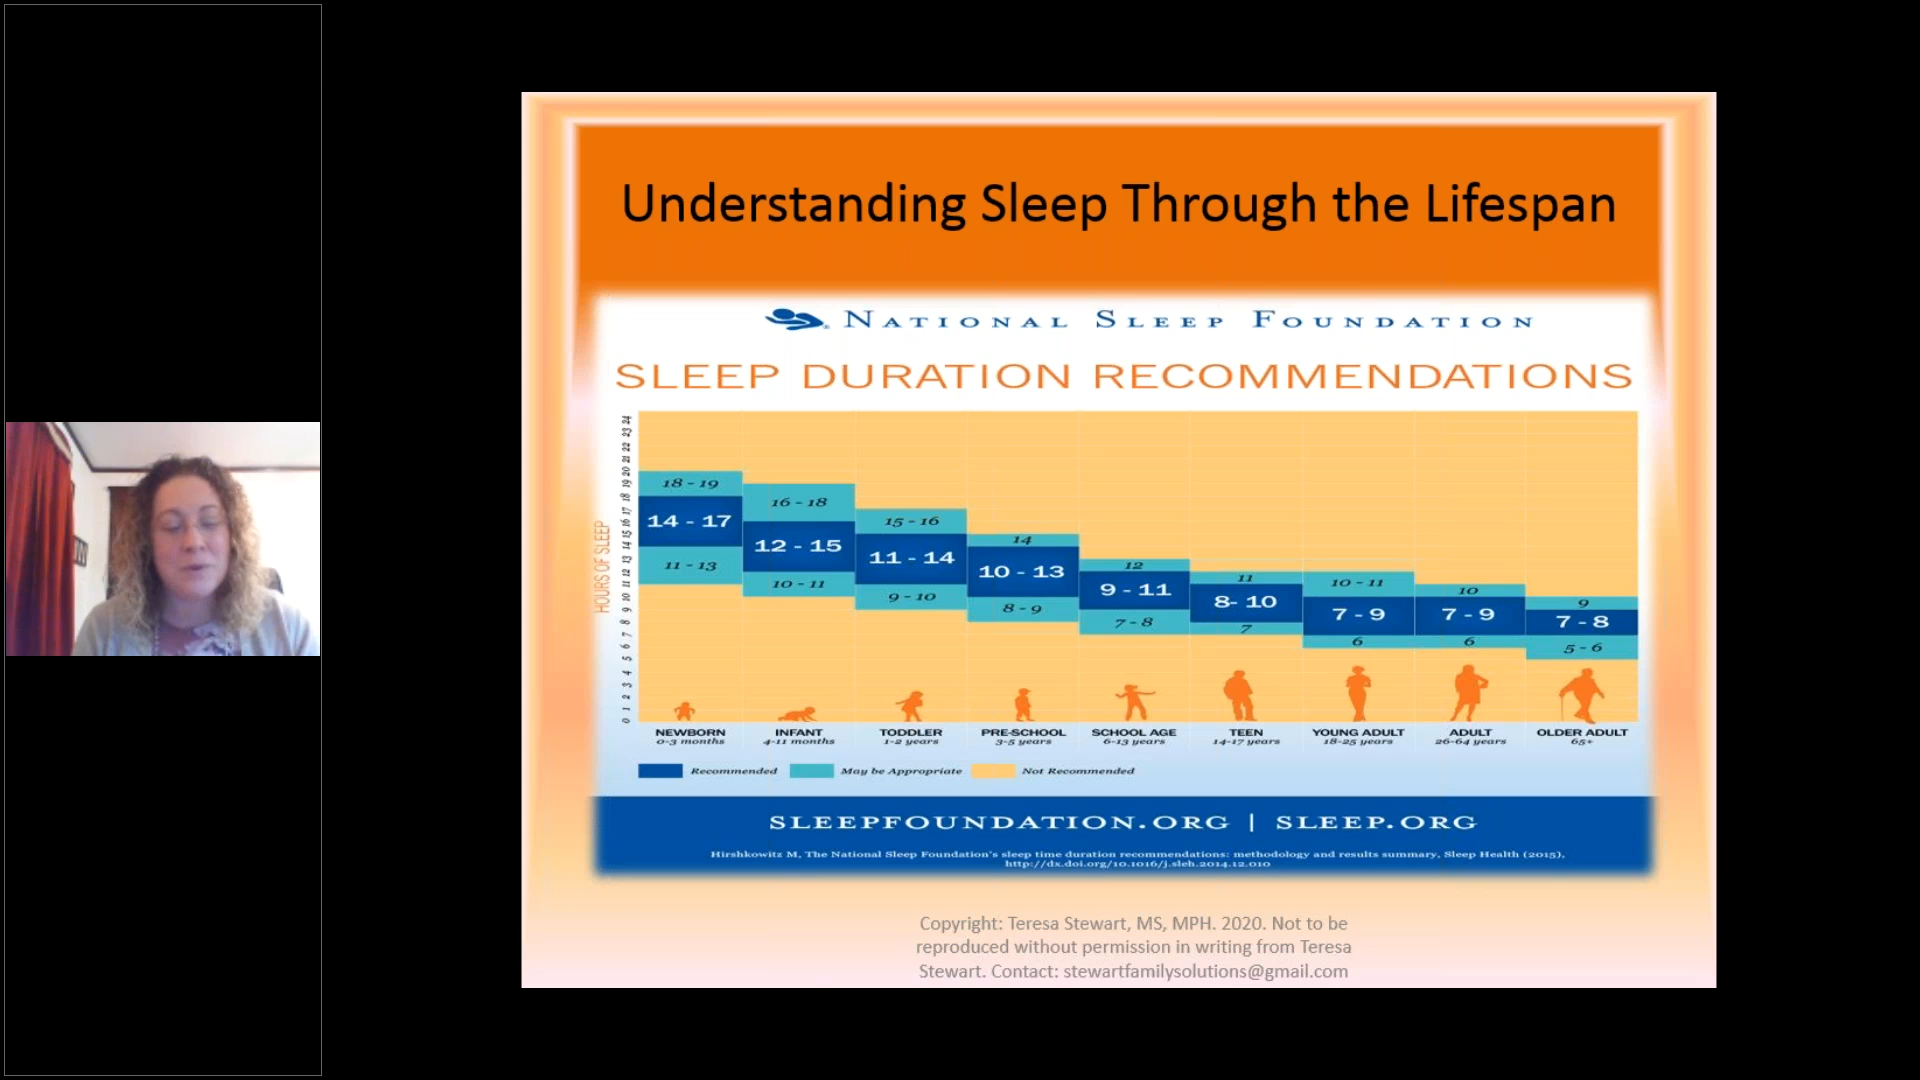 Understanding Sleep Through the Lifespan
NATIONAL SLEEP FOUNDATION
SLEEP DURATION RECOMMENDATIONS
HOURS OF SLEEP
0 1 2 3 4 5 6 7 8 9 10 11 12 13 14 15 16 17 18 19 20 21 22 23 24
18 - 19
14 - 17
11 - 13
16 - 18
12 - 15
10 - 11
15 - 16
11 - 14
9 - 10
14
10 - 13
8 - 9
12
9 - 11
7 - 8
11
8- 10
7
10 - 11
7 - 9
6
10
7 - 9
6
9
7 - 8
5 - 6
NEWBORN
0-3 months
INFANT
4-11 months
TODDLER
1-2 years
PRE-SCHOOL
3-5 years
SCHOOL AGE
6-13 years
TEEN
14-17 years
YOUNG ADULT
18-25 years
ADULT
26-64 years
OLDER ADULT
65+
Recommended May be Appropriate Not Recommended
SLEEPFOUNDATION.ORG | SLEEP.ORG
Hirshkowitz M, The National Sleep Foundation's sleep time duration recommendations: methodology and results summary, Sleep Health (2015),
http://dx.doi.org/10.1016/j.sleh.2014.12.010
Copyright: Teresa Stewart, MS, MPH. 2020. Not to be
reproduced without permission in writing from Teresa
Stewart. Contact: stewartfamilysolutions@gmail.com